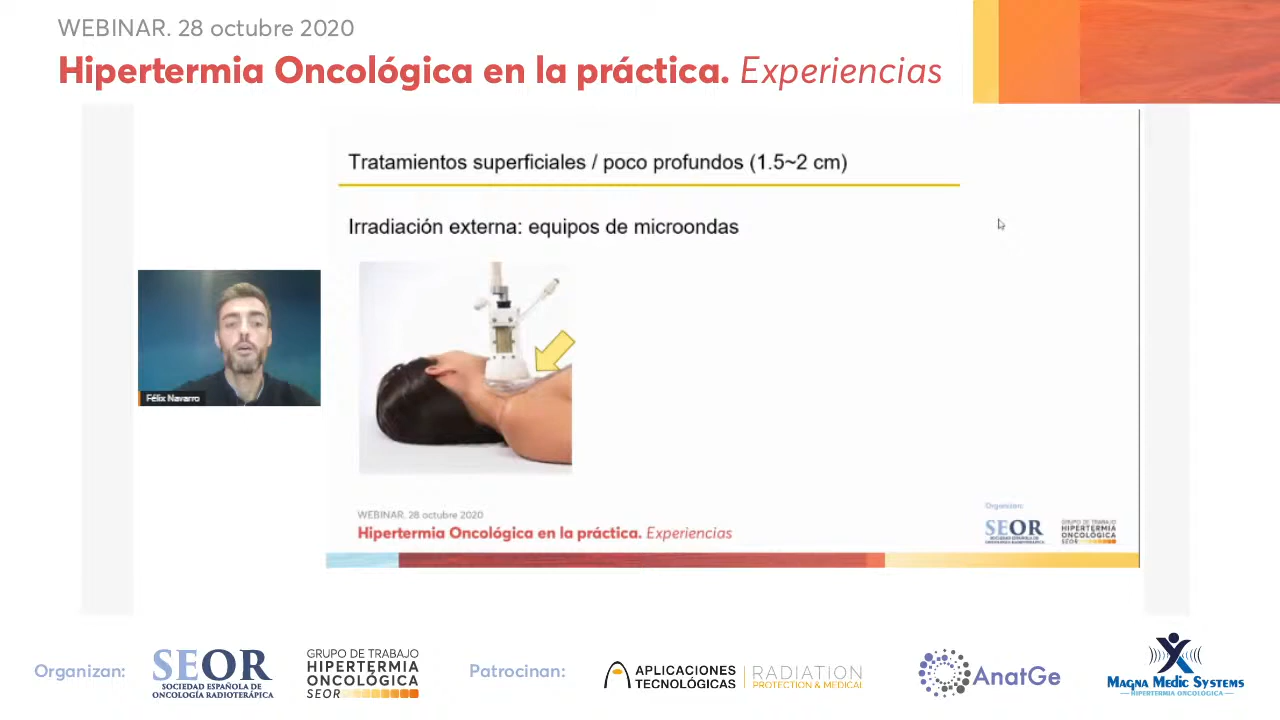 WEBINAR. 28 octubre 2020
Hipertermia Oncológica en la práctica. Experiencias
Tratamientos superficiales / poco profundos (1.5~2 cm)
Irradiación externa: equipos de microondas
Félix Navarro
WEBINAR. 28 octubre 2020
Hipertermia Oncológica en la práctica. Experiencias
Organizan:
SEOR
SOCIEDAD ESPAÑOLA DE
ONCOLOGÍA RADIOTERÁPICA
GRUPO DE TRABAJO
HIPERTERMIA
ONCOLÓGICA
SEOR
Organizan:
SEOR
SOCIEDAD ESPAÑOLA DE
ONCOLOGÍA RADIOTERÁPICA
GRUPO DE TRABAJO
HIPERTERMIA
ONCOLÓGICA
SEOR
Patrocinan:
APLICACIONES
TECNOLÓGICAS
RADIATION
PROTECTION & MEDICAL
AnatGe
MAGNA MEDIC SYSTEMS
HIPERTERMIA ONCOLÓGICA